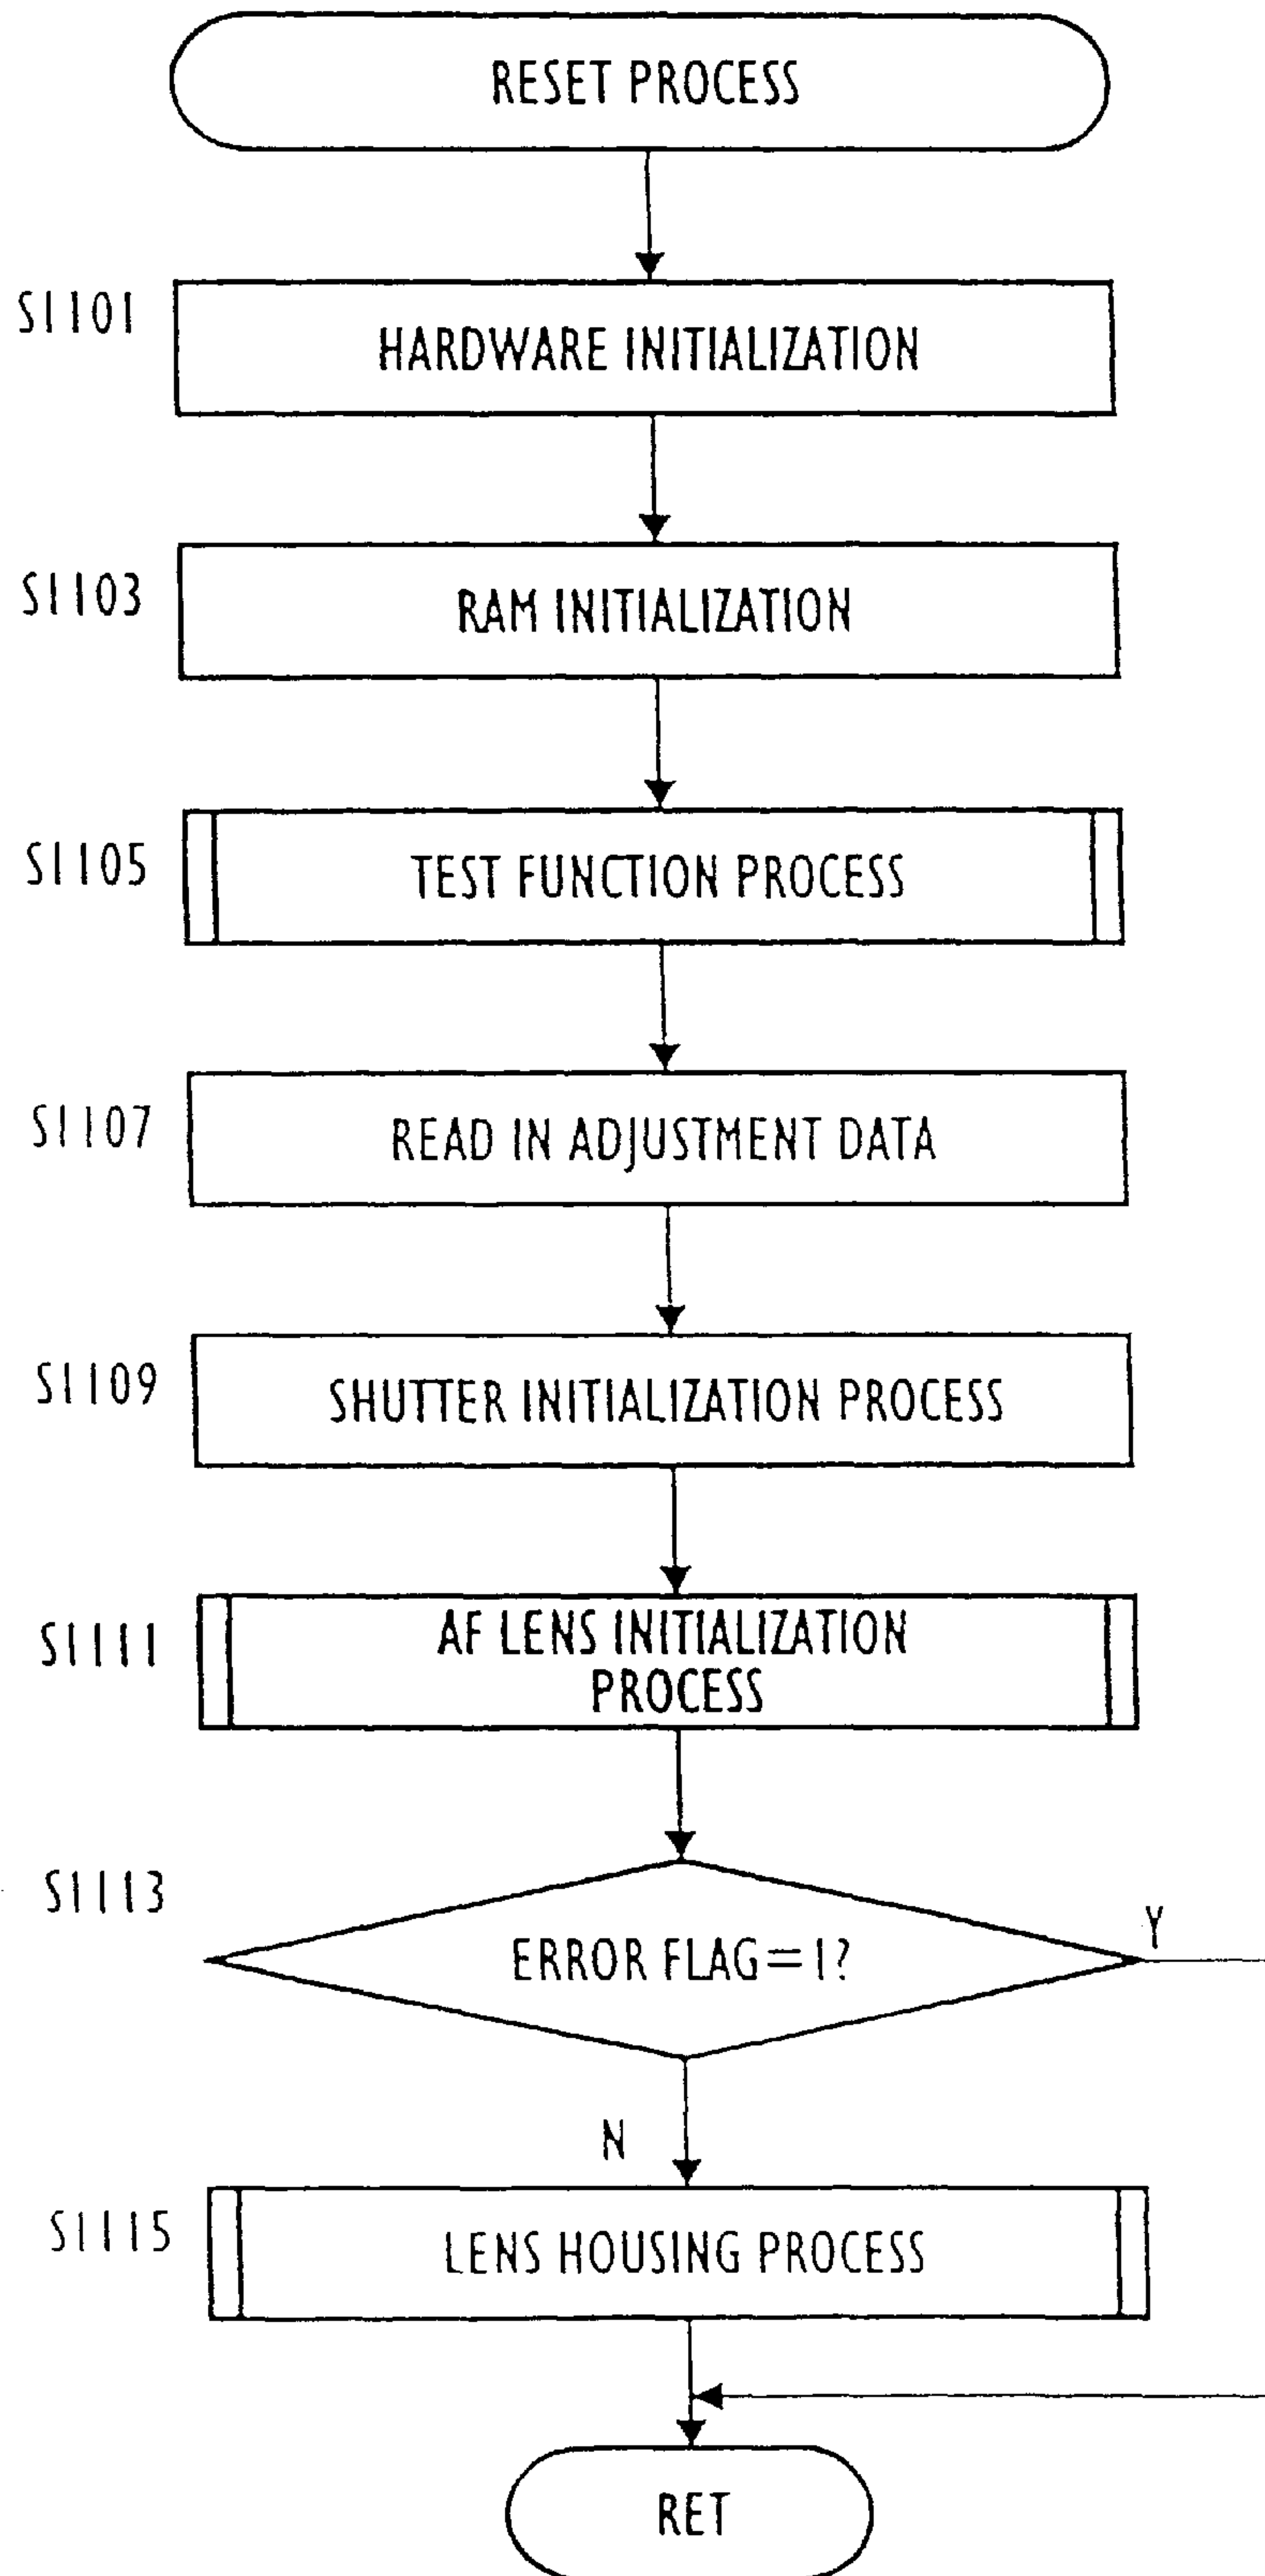 RESET PROCESS
S1101
HARDWARE INITIALIZATION
S1103
RAM INITIALIZATION
S1105
TEST FUNCTION PROCESS
S1107
READ IN ADJUSTMENT DATA
S1109
SHUTTER INITIALIZATION PROCESS
S1111
AF LENS INITIALIZATION
PROCESS
S1113
ERROR FLAG=1?
Y
N
S1115
LENS HOUSING PROCESS
RET